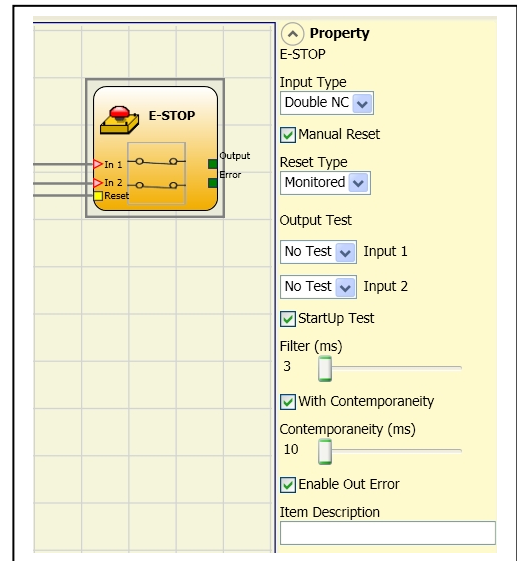 E-STOP
Output
In 1
Error
In 2
Reset
Property
E-STOP
Input Type
Double NC
Manual Reset
Reset Type
Monitored
Output Test
No Test Input 1
No Test Input 2
StartUp Test
Filter (ms)
3
With Contemporaneity
Contemporaneity (ms)
10
Enable Out Error
Item Description